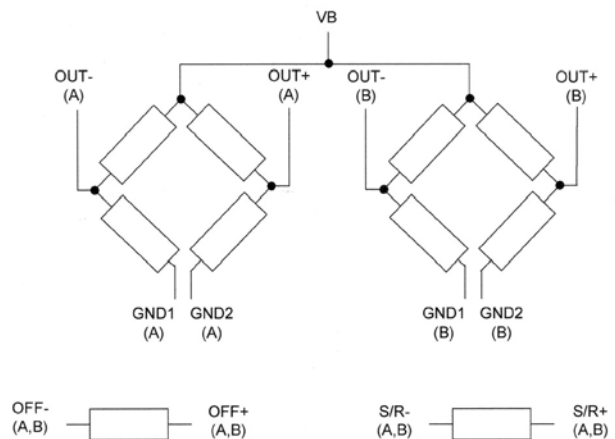 VB
OUT-
(A)
OUT+
(A)
OUT-
(B)
OUT+
(B)
GND1
(A)
GND2
(A)
GND1
(B)
GND2
(B)
OFF-
(A,B)
OFF+
(A,B)
S/R-
(A,B)
S/R+
(A,B)